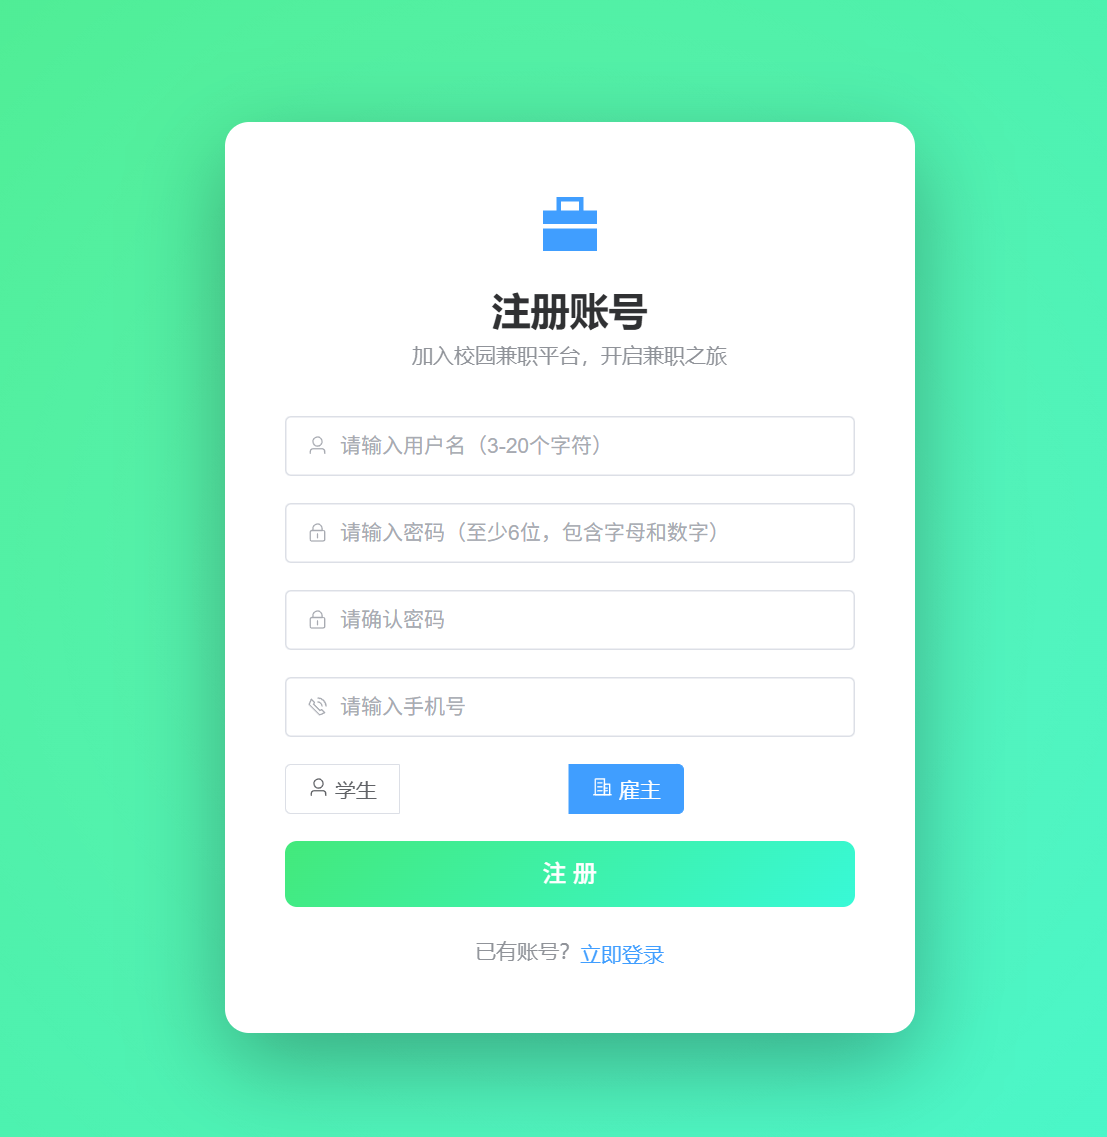 注册账号
加入校园兼职平台，开启兼职之旅
请输入用户名（3-20个字符）
请输入密码（至少6位，包含字母和数字）
请确认密码
请输入手机号
学生 雇主
注 册
已有账号？立即登录